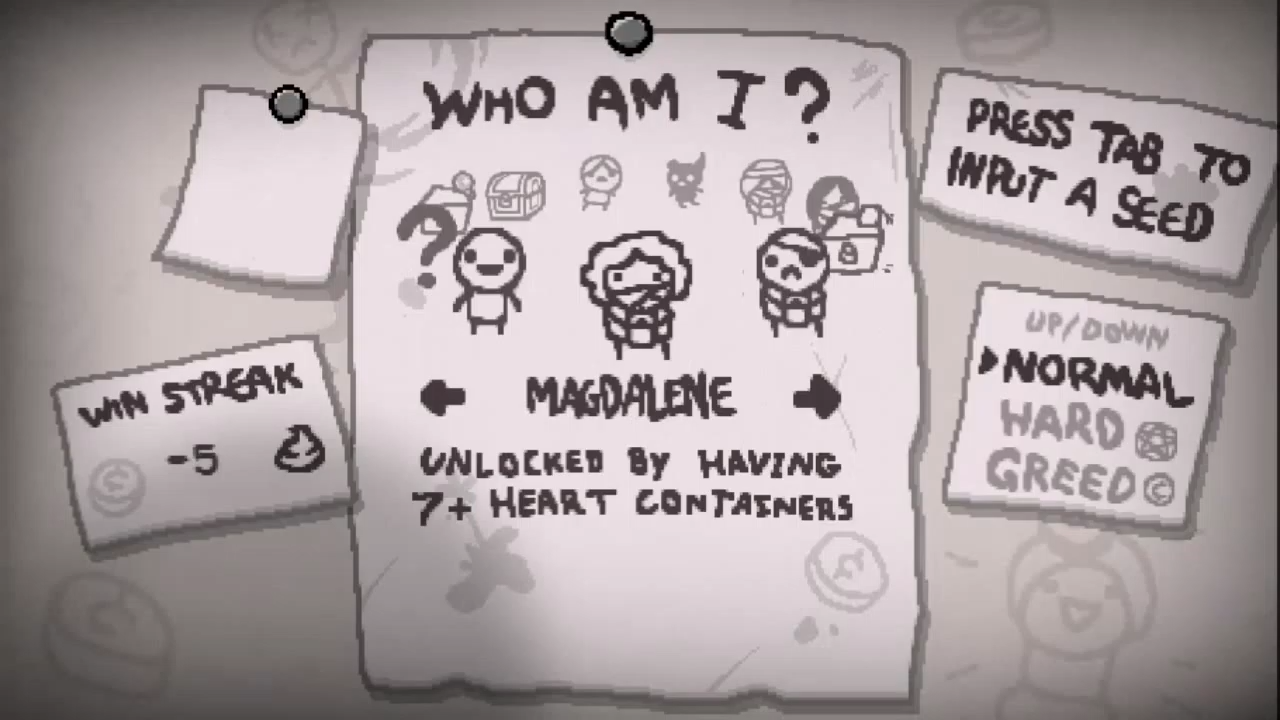 WHO AM I?
PRESS TAB TO
INPUT A SEED
?
WIN STREAK
-5
MAGDALENE
UNLOCKED BY HAVING
7+ HEART CONTAINERS
UP/DOWN
NORMAL
HARD
GREED